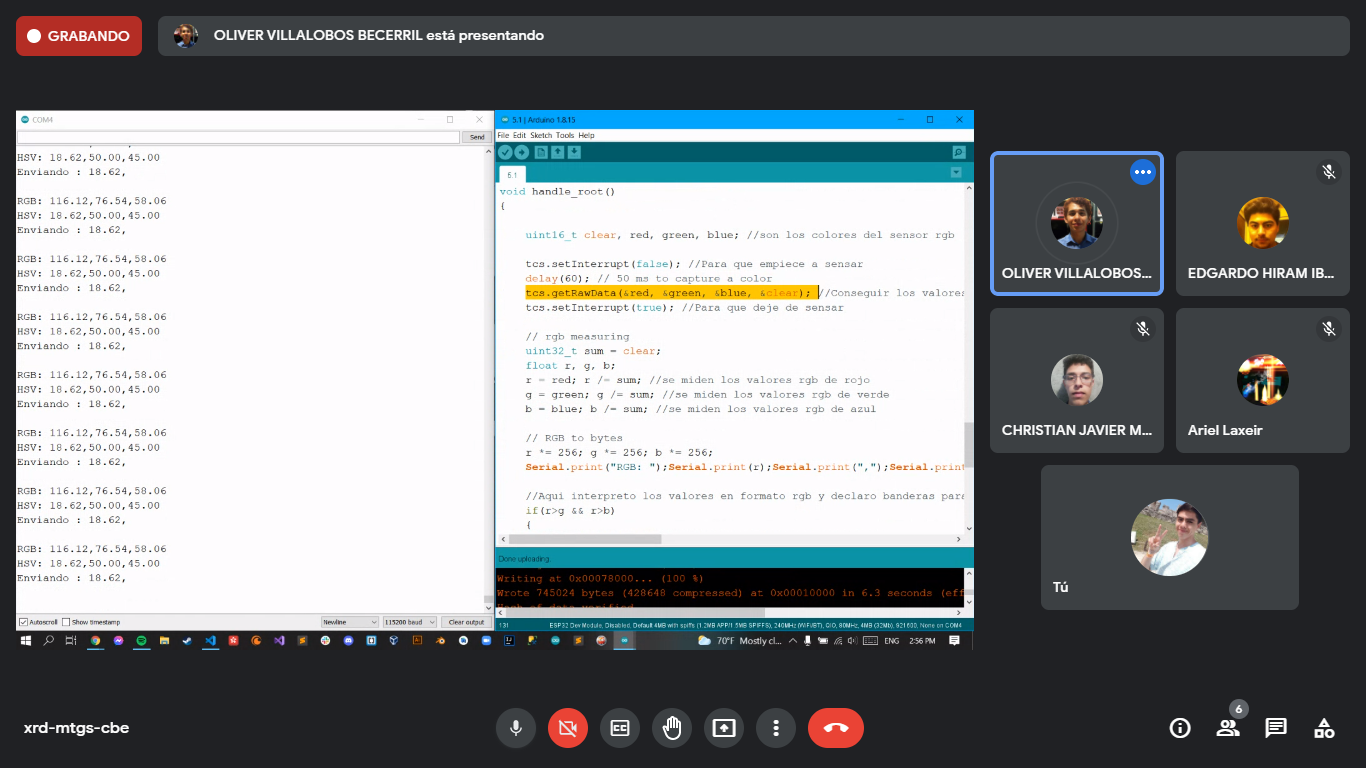 GRABANDO
OLIVER VILLALOBOS BECERRIL está presentando
COM4
Send
HSV: 18.62,50.00,45.00
Enviando : 18.62,
RGB: 116.12,76.54,58.06
HSV: 18.62,50.00,45.00
Enviando : 18.62,
RGB: 116.12,76.54,58.06
HSV: 18.62,50.00,45.00
Enviando : 18.62,
RGB: 116.12,76.54,58.06
HSV: 18.62,50.00,45.00
Enviando : 18.62,
RGB: 116.12,76.54,58.06
HSV: 18.62,50.00,45.00
Enviando : 18.62,
RGB: 116.12,76.54,58.06
HSV: 18.62,50.00,45.00
Enviando : 18.62,
RGB: 116.12,76.54,58.06
HSV: 18.62,50.00,45.00
Enviando : 18.62,
RGB: 116.12,76.54,58.06
HSV: 18.62,50.00,45.00
Enviando : 18.62,
Autoscroll Show timestamp Newline 115200 baud Clear output
5.1 | Arduino 1.8.15
File Edit Sketch Tools Help
5.1
void handle_root()
{
uint16_t clear, red, green, blue; //son los colores del sensor rgb
tcs.setInterrupt(false); //Para que empiece a sensar
delay(60); // 50 ms to capture a color
tcs.getRawData(&red, &green, &blue, &clear); //Conseguir los valores
tcs.setInterrupt(true); //Para que deje de sensar
// rgb measuring
uint32_t sum = clear;
float r, g, b;
r = red; r /= sum; //se miden los valores rgb de rojo
g = green; g /= sum; //se miden los valores rgb de verde
b = blue; b /= sum; //se miden los valores rgb de azul
// RGB to bytes
r *= 256; g *= 256; b *= 256;
Serial.print("RGB: ");Serial.print(r);Serial.print(",");Serial.print
//Aqui interpreto los valores en formato rgb y declaro banderas para
if(r>g && r>b)
{
Done uploading.
Writing at 0x00078000... (100 %)
Wrote 745024 bytes (428648 compressed) at 0x00010000 in 6.3 seconds (eff
Hash of data verified.
131 ESP32 Dev Module, Disabled, Default 4MB with spiffs (1.2MB APP/1.5MB SPIFFS), 240MHz (WiFi/BT), QIO, 80MHz, 4MB (32Mb), 921600, None on COM4
70°F Mostly cl... ENG 2:56 PM
OLIVER VILLALOBOS...
EDGARDO HIRAM IB...
CHRISTIAN JAVIER M...
Ariel Laxeir
Tú
xrd-mtgs-cbe
6